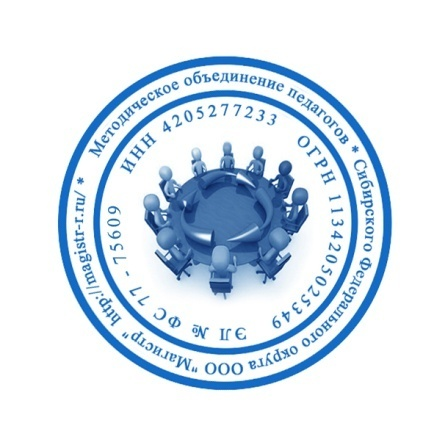 Методическое объединение педагогов * Сибирского Федерального округа ООО "Магистр" http://magistr-r.ru/ *
ИНН 4205277233 ОГРН 1134205025349
ЭЛ № ФС 77 - 75609